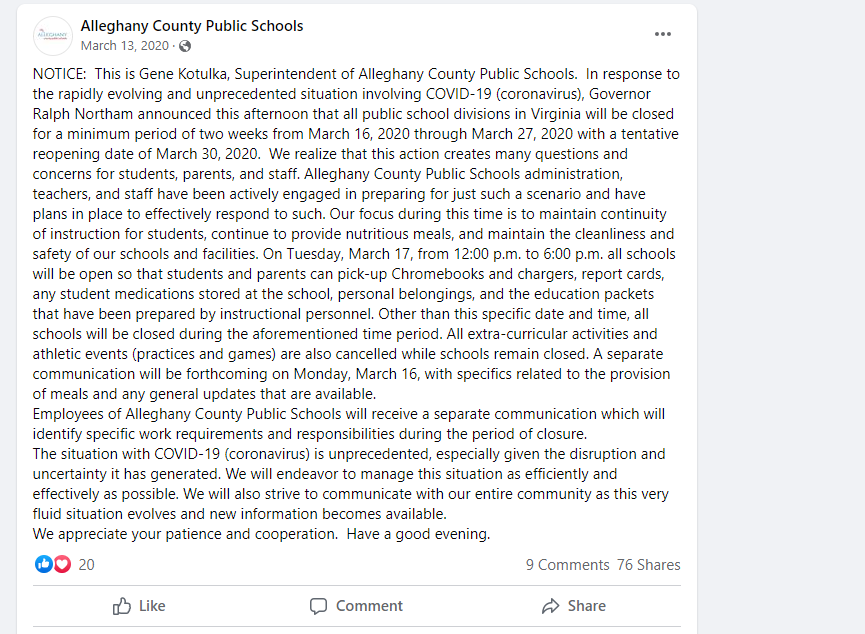 Alleghany County Public Schools
March 13, 2020 ·
NOTICE:  This is Gene Kotulka, Superintendent of Alleghany County Public Schools.  In response to
the rapidly evolving and unprecedented situation involving COVID-19 (coronavirus), Governor
Ralph Northam announced this afternoon that all public school divisions in Virginia will be closed
for a minimum period of two weeks from March 16, 2020 through March 27, 2020 with a tentative
reopening date of March 30, 2020.  We realize that this action creates many questions and
concerns for students, parents, and staff. Alleghany County Public Schools administration,
teachers, and staff have been actively engaged in preparing for just such a scenario and have
plans in place to effectively respond to such. Our focus during this time is to maintain continuity
of instruction for students, continue to provide nutritious meals, and maintain the cleanliness and
safety of our schools and facilities. On Tuesday, March 17, from 12:00 p.m. to 6:00 p.m. all schools
will be open so that students and parents can pick-up Chromebooks and chargers, report cards,
any student medications stored at the school, personal belongings, and the education packets
that have been prepared by instructional personnel. Other than this specific date and time, all
schools will be closed during the aforementioned time period. All extra-curricular activities and
athletic events (practices and games) are also cancelled while schools remain closed. A separate
communication will be forthcoming on Monday, March 16, with specifics related to the provision
of meals and any general updates that are available.
Employees of Alleghany County Public Schools will receive a separate communication which will
identify specific work requirements and responsibilities during the period of closure.
The situation with COVID-19 (coronavirus) is unprecedented, especially given the disruption and
uncertainty it has generated. We will endeavor to manage this situation as efficiently and
effectively as possible. We will also strive to communicate with our entire community as this very
fluid situation evolves and new information becomes available.
We appreciate your patience and cooperation.  Have a good evening.
20 9 Comments 76 Shares
Like Comment Share